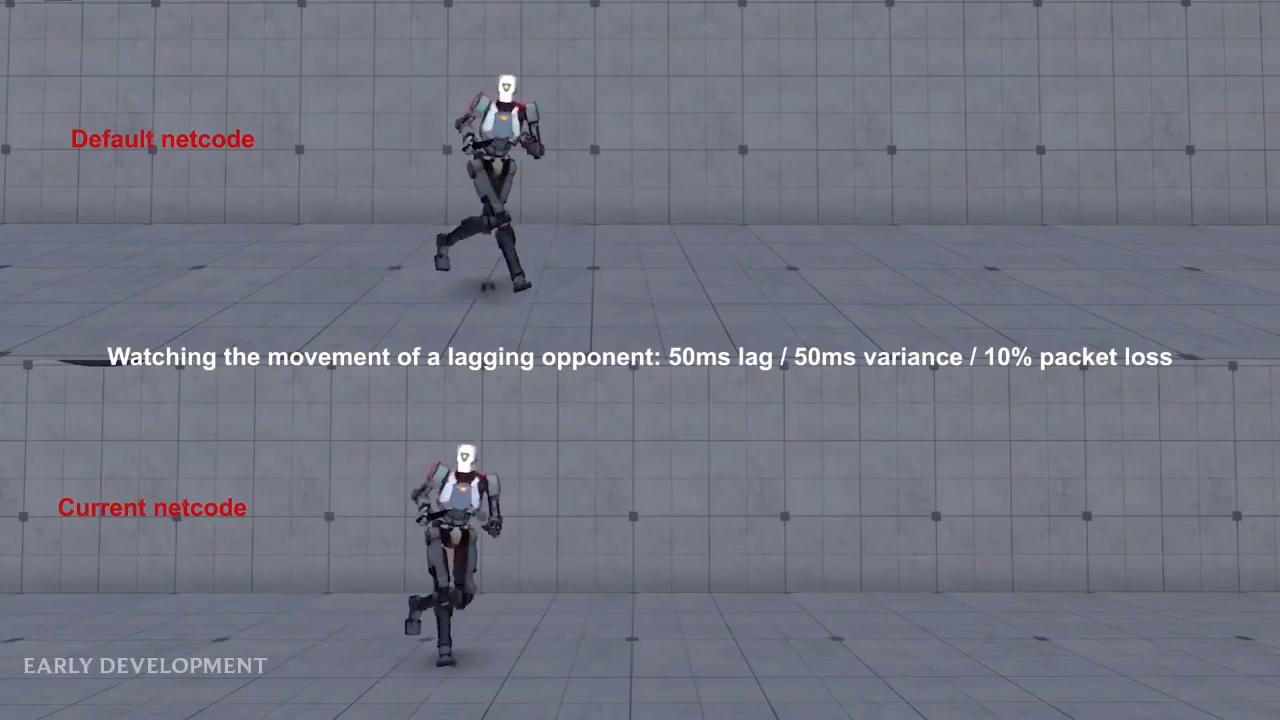 Default netcode
Watching the movement of a lagging opponent: 50ms lag / 50ms variance / 10% packet loss
Current netcode
EARLY DEVELOPMENT